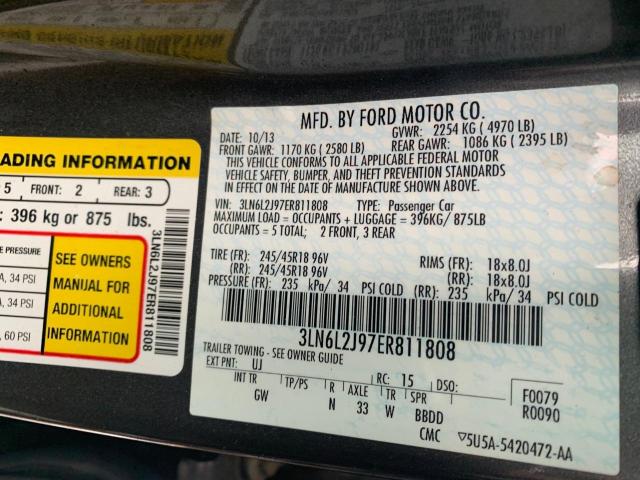 MFD. BY FORD MOTOR CO.
DATE: 10/13 GVWR: 2254 KG ( 4970 LB)
FRONT GAWR: 1170 KG ( 2580 LB) REAR GAWR: 1086 KG ( 2395 LB)
THIS VEHICLE CONFORMS TO ALL APPLICABLE FEDERAL MOTOR
VEHICLE SAFETY, BUMPER, AND THEFT PREVENTION STANDARDS
IN EFFECT ON THE DATE OF MANUFACTURE SHOWN ABOVE.
VIN: 3LN6L2J97ER811808 TYPE: Passenger Car
MAXIMUM LOAD = OCCUPANTS + LUGGAGE = 396KG/ 875LB
OCCUPANTS = 5 TOTAL; 2 FRONT, 3 REAR
TIRE (FR): 245/45R18 96V RIMS (FR): 18x8.0J
(RR): 245/45R18 96V (RR): 18x8.0J
PRESSURE (FR): 235 kPa/ 34 PSI COLD (RR): 235 kPa/ 34 PSI COLD
3LN6L2J97ER811808
TRAILER TOWING - SEE OWNER GUIDE
EXT PNT: UJ RC: 15 DSO: F0079
INT TR TP/PS R AXLE TR SPR R0090
GW N 33 W BBDD
CMC 5U5A-5420472-AA
ADING INFORMATION
5 FRONT: 2 REAR: 3
: 396 kg or 875 lbs.
E PRESSURE
A, 34 PSI
A, 34 PSI
, 60 PSI
SEE OWNERS
MANUAL FOR
ADDITIONAL
INFORMATION
3LN6L2J97ER811808